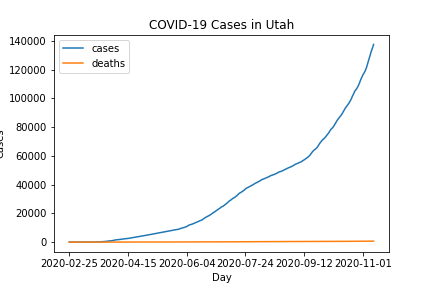 COVID-19 Cases in Utah
cases
deaths
140000
120000
100000
80000
60000
40000
20000
0
cases
2020-02-25 2020-04-15 2020-06-04 2020-07-24 2020-09-12 2020-11-01
Day